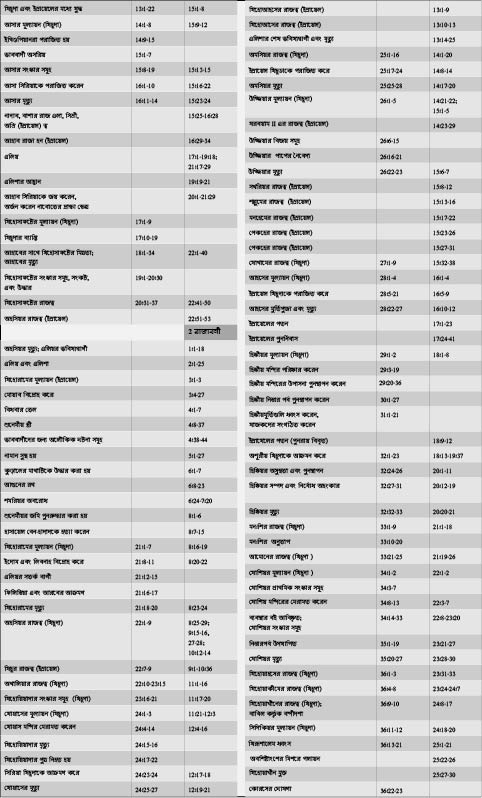 যিহূদা এবং ইস্রায়েলের মধ্যে যুদ্ধ 13:1-22 15:1-8
আসার মূল্যায়ন (যিহূদা) 14:1-8 15:9-12
ইথিওপিয়ানরা পরাজিত হয় 14:9-15
ভাববাদী অসরিয় 15:1-7
আসার সংস্কার সমূহ 15:8-19 15:13-15
আসা সিরিয়াকে পরাজিত করেন 16:1-10 15:16-22
আসার মৃত্যু 16:11-14 15:23-24
নাদাব, বাশার রাজ এলা, সিম্রী,
অম্রি (ইস্রায়েল) র 15:25-16:28
আহাব রাজা হন (ইস্রায়েল) 16:29-34
এলিয় 17:1-19:18;
21:17-29
এলিশার আহ্বান 19:19-21
আহাব সিরিয়াকে জয় করেন,
অর্জন করেন নাবোতের দ্রাক্ষা ক্ষেত্র 20:1-21:29
যিহোসাফটের মূল্যায়ন (যিহূদা) 17:1-9
যিহূদার ব্যাপ্তি 17:10-19
আহাবের সাথে যিহোসাফটের মিত্রতা;
আহাবের মৃত্যু 18:1-34 22:1-40
যিহোসাফটের সংস্কার সমূহ, সংকট,
এবং উদ্ধার 19:1-20:30
যিহোসাফটের রাজত্ব 20:31-37 22:41-50
অহসিয়র রাজত্ব (ইস্রায়েল) 22:51-53
2 রাজাবলী
অহসিয়র মৃত্যু; এলিয়র ভবিষ্যদ্বাণী 1:1-18
এলিয় এবং এলিশা 2:1-25
যিহোরামের মূল্যায়ন (ইস্রায়েল) 3:1-3
মোয়াব বিদ্রোহ করে 3:4-27
বিধবার তেল 4:1-7
শুনেমীয়া স্ত্রী 4:8-37
ভাববাদীদের জন্য অলৌকিক ঘটনা সমূহ 4:38-44
নামান সুস্থ হয় 5:1-27
কুড়ালের মাথাটিকে উদ্ধার করা হয় 6:1-7
আগুনের রথ 6:8-23
শমরিয়ার অবরোধ 6:24-7:20
শুনেমীয়ার জমি পুনরুদ্ধার করা হয় 8:1-6
হাসায়েল বেন-হাদাদকে হত্যা করেন 8:7-15
যিহোরামের মূল্যায়ন (যিহূদা) 21:1-7 8:16-19
ইদোম এবং লিবনাহ বিদ্রোহ করে 21:8-11 8:20-22
এলিয়র সতর্ক বাণী 21:12-15
ফিলিষ্টিয়া এবং আরবের আক্রমণ 21:16-17
যিহোরামের মৃত্যু 21:18-20 8:23-24
অহসিয়র রাজত্ব (যিহূদা) 22:1-9 8:25-29;
9:15-16,
27-28;
10:12-14
যিহূর রাজত্ব (ইস্রায়েল) 22:7-9 9:1-10:36
অথলিয়ার রাজত্ব (যিহূদা) 22:10-23:15 11:1-16
যিহোয়িয়াদার সংস্কার সমূহ (যিহূদা) 23:16-21 11:17-20
যোয়াসের মূল্যায়ন (যিহূদা) 24:1-3 11:21-12:3
যোয়াস মন্দির মেরামত করেন 24:4-14 12:4-16
যিহোয়িয়াদার মৃত্যু 24:15-16
যিহোয়িয়াদার পুত্র নিহত হয় 24:17-22
সিরিয়া যিহূদাকে আক্রমণ করে 24:23-24 12:17-18
যোয়াসের মৃত্যু 24:25-27 12:19-21
যিহোয়াহাসের রাজত্ব (ইস্রায়েল) 13:1-9
যিহোয়াসের রাজত্ব (ইস্রায়েল) 13:10-13
এলিশার শেষ ভবিষ্যদ্বাণী এবং মৃত্যু 13:14-25
অমসিয়র রাজত্ব (যিহূদা) 25:1-16 14:1-20
ইস্রায়েল যিহূদাকে পরাজিত করে 25:17-24 14:8-14
অমসিয়র মৃত্যু 25:25-28 14:17-20
উষিয়ার মূল্যায়ন (যিহূদা) 26:1-5 14:21-22;
15:1-5
যরবয়াম II এর রাজত্ব (ইস্রায়েল) 14:23-29
উষিয়ার বিজয় সমূহ 26:6-15
উষিয়ার পাপের নৈবেদ্য 26:16-21
উষিয়ার মৃত্যু 26:22-23 15:6-7
সখরিয়র রাজত্ব (ইস্রায়েল) 15:8-12
শল্লুমের রাজত্ব (ইস্রায়েল) 15:13-16
মনহেমের রাজত্ব (ইস্রায়েল) 15:17-22
পেকহের রাজত্ব (ইস্রায়েল) 15:23-26
পেকহের রাজত্ব (ইস্রায়েল) 15:27-31
যোথামের রাজত্ব (যিহূদা) 27:1-9 15:32-38
আহসের মূল্যায়ন (যিহূদা) 28:1-4 16:1-4
ইস্রায়েল যিহূদাকে পরাজিত করে 28:5-21 16:5-9
আহসের মূর্তিপূজা এবং মৃত্যু 28:22-27 16:10-12
ইস্রায়েলের পতন 17:1-23
ইস্রায়েলের পুনর্নিবাস 17:24-41
হিষ্কীয়র মূল্যায়ন (যিহূদা) 29:1-2 18:1-8
হিষ্কীয় মন্দির পরিষ্কার করেন 29:3-19
হিষ্কীয় মন্দিরের উপাসনা পুনঃস্থাপন করেন 29:20-36
হিষ্কীয় নিস্তার পর্ব পুনঃস্থাপন করেন 30:1-27
হিষ্কীয়মূর্তিগুলি ধ্বংস করেন,
যাজকদের সংগঠিত করেন 31:1-21
ইস্রায়েলের পতন (পুনরায় বিবৃত) 18:9-12
অশূরীয় যিহূদাকে আক্রমণ করে 32:1-23 18:13-19:37
হিষ্কিয়র অসুস্থতা এবং পুনঃস্থাপন 32:24-26 20:1-11
হিষ্কিয়র সম্পদ এবং নির্বোধ অহংকার 32:27-31 20:12-19
হিষ্কিয়র মৃত্যু 32:32-33 20:20-21
মনঃশির রাজত্ব (যিহূদা) 33:1-9 21:1-18
মনঃশির অনুতাপ 33:10-20
আমোনের রাজত্ব (যিহূদা) 33:21-25 21:19-26
যোশিয়র মূল্যায়ন (যিহূদা) 34:1-2 22:1-2
যোশিয়র প্রাথমিক সংস্কার সমূহ 34:3-7
যোশিয় মন্দিরের মেরামত করেন 34:8-13 22:3-7
ব্যবস্থার বই আবিষ্কৃত;
যোশিয়র সংস্কার সমূহ 34:14-33 22:8-23:20
নিস্তারপর্ব উদযাপিত 35:1-19 23:21-27
যোশিয়র মৃত্যু 35:20-27 23:28-30
যিহোয়াহসের রাজত্ব (যিহূদা) 36:1-3 23:31-33
যিহোয়াকীমের রাজত্ব (যিহূদা) 36:4-8 23:24-24:7
যিহোয়াখীনের রাজত্ব (যিহূদা);
বাবিল কর্তৃক বন্দীদশা 36:9-10 24:8-17
সিদিকিয়র মূল্যায়ন (যিহূদা) 36:11-12 24:18-20
যিরূশালেম ধ্বংস 36:13-21 25:1-21
অবশিষ্টাংশের মিশরে পলায়ন 25:22-26
যিহোয়াখীন মুক্ত 25:27-30
কোরসের ঘোষণা 36:22-23